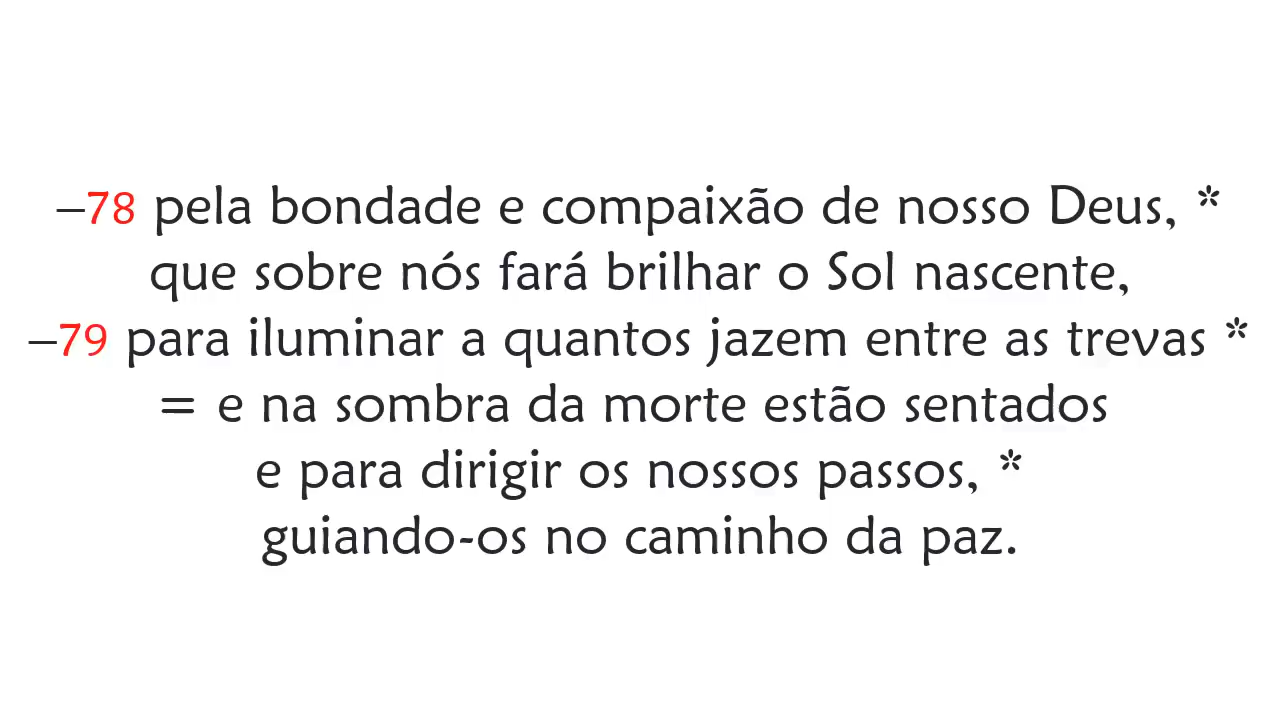 –78 pela bondade e compaixão de nosso Deus, *
que sobre nós fará brilhar o Sol nascente,
–79 para iluminar a quantos jazem entre as trevas *
= e na sombra da morte estão sentados
e para dirigir os nossos passos, *
guiando-os no caminho da paz.